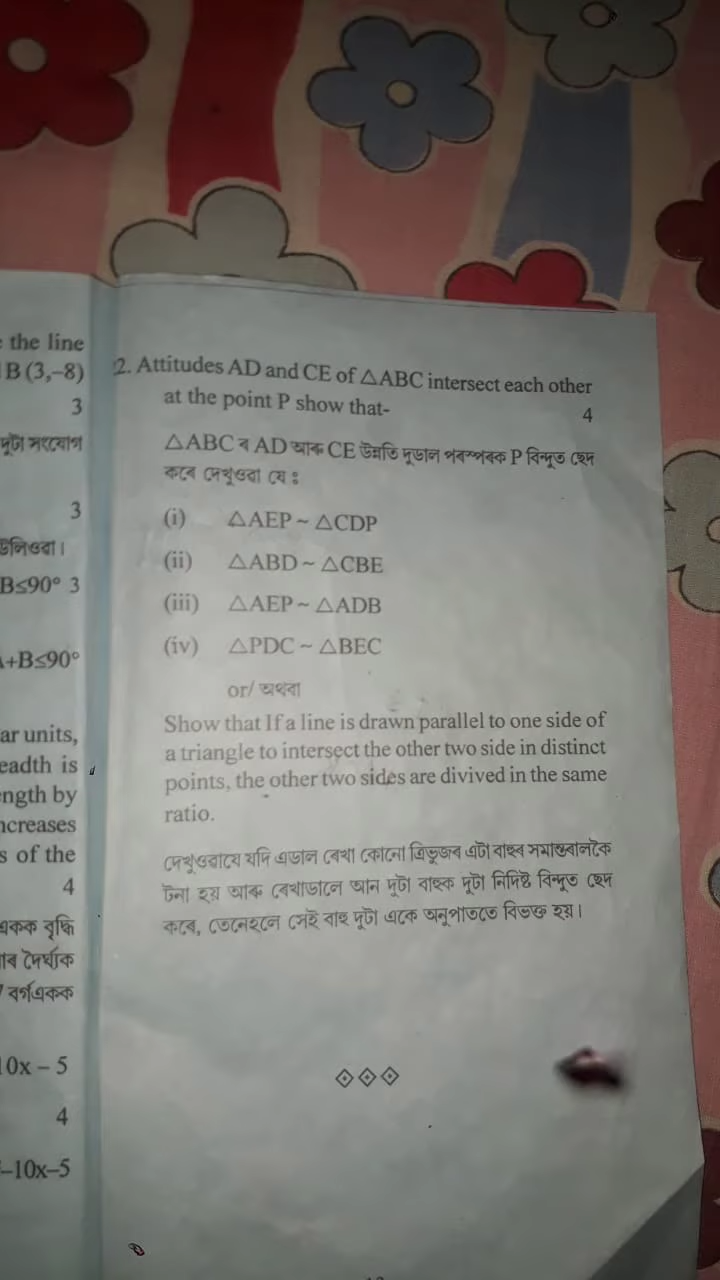 the line
B (3,–8)
3
দুটা সংযোগ
3
উলিওৱা।
B≤90° 3
+B≤90°
ar units,
eadth is
ngth by
ncreases
s of the
4
একক বৃদ্ধি
ৰ দৈৰ্ঘ্যক
বৰ্গএকক
10x – 5
4
–10x–5
2. Attitudes AD and CE of △ABC intersect each other
at the point P show that-
4
△ABC ৰ AD আৰু CE উন্নতি দুডাল পৰস্পৰক P বিন্দুত ছেদ
কৰে দেখুওৱা যে :
(i) △AEP ~ △CDP
(ii) △ABD ~ △CBE
(iii) △AEP ~ △ADB
(iv) △PDC ~ △BEC
or/ অথবা
Show that If a line is drawn parallel to one side of
a triangle to intersect the other two side in distinct
points, the other two sides are divived in the same
ratio.
দেখুওৱাযে যদি এডাল ৰেখা কোনো ত্ৰিভুজৰ এটা বাহুৰ সমান্তৰালকৈ
টনা হয় আৰু ৰেখাডালে আন দুটা বাহুক দুটা নিদিষ্ট বিন্দুত ছেদ
কৰে, তেনেহলে সেই বাহু দুটা একে অনুপাততে বিভক্ত হয়।